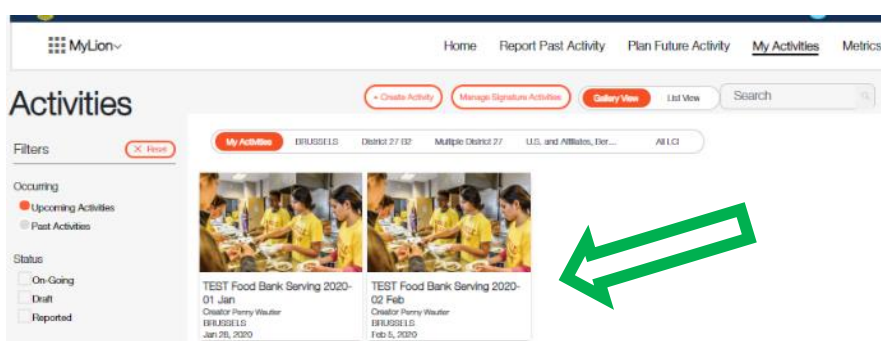 MyLion
Home Report Past Activity Plan Future Activity My Activities Metrics
Activities
+ Create Activity Manage Signature Activities Gallery View List View Search
Filters X Reset
My Activities BRUSSELS District 27 B2 Multiple District 27 U.S. and Affiliates, Ber... All LCI
Occurring
Upcoming Activities
Past Activities
Status
On-Going
Draft
Reported
TEST Food Bank Serving 2020-
01 Jan
Creator Penny Wautier
BRUSSELS
Jan 28, 2020
TEST Food Bank Serving 2020-
02 Feb
Creator Penny Wautier
BRUSSELS
Feb 5, 2020